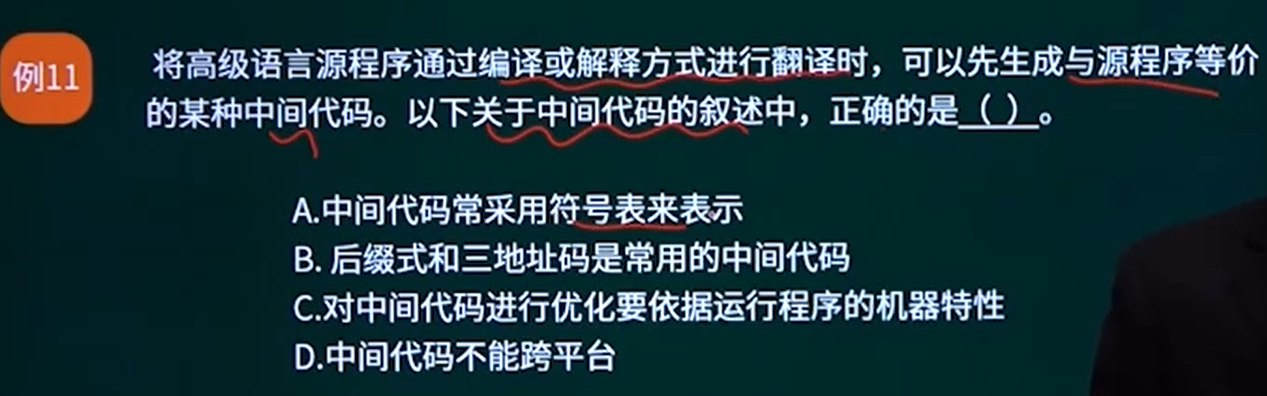 例11
将高级语言源程序通过编译或解释方式进行翻译时，可以先生成与源程序等价
的某种中间代码。以下关于中间代码的叙述中，正确的是（ ）。
A.中间代码常采用符号表来表示
B. 后缀式和三地址码是常用的中间代码
C.对中间代码进行优化要依据运行程序的机器特性
D.中间代码不能跨平台